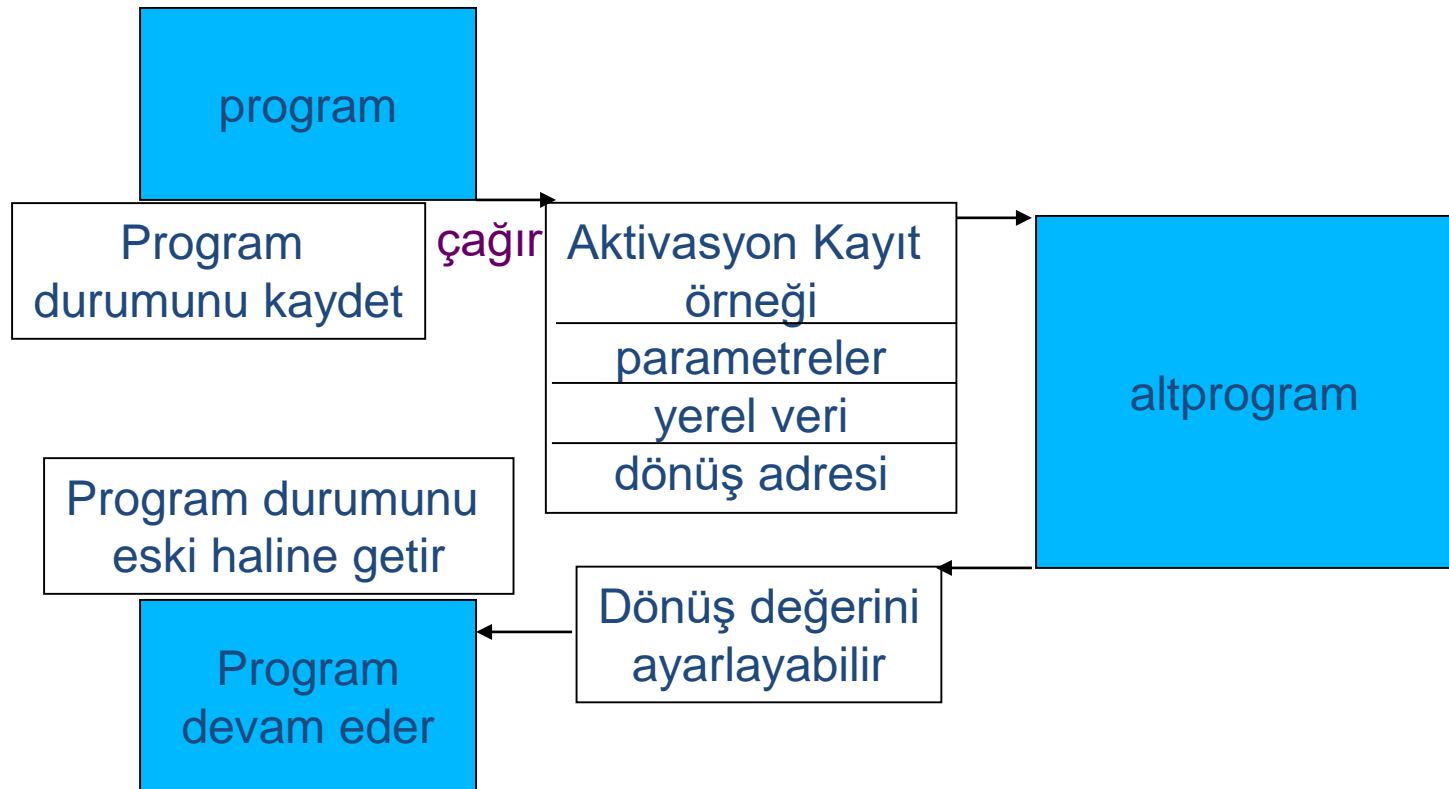 program
Program
durumunu kaydet
çağır
Aktivasyon Kayıt
örneği
parametreler
yerel veri
dönüş adresi
altprogram
Program durumunu
eski haline getir
Dönüş değerini
ayarlayabilir
Program
devam eder